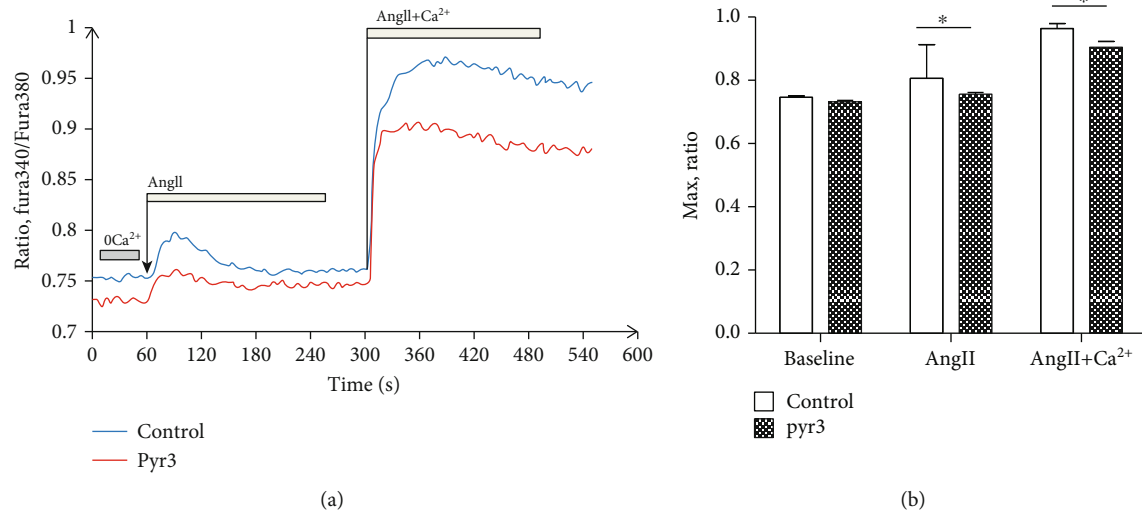 1
0.95
0.9
0.85
0.8
0.75
0.7
Ratio, fura340/Fura380
0Ca²⁺
AngII
AngII+Ca²⁺
0 60 120 180 240 300 360 420 480 540 600
Time (s)
Control
Pyr3
(a)
1.0
0.8
0.6
0.4
0.2
0.0
Max, ratio
*
*
Baseline AngII AngII+Ca²⁺
Control
pyr3
(b)